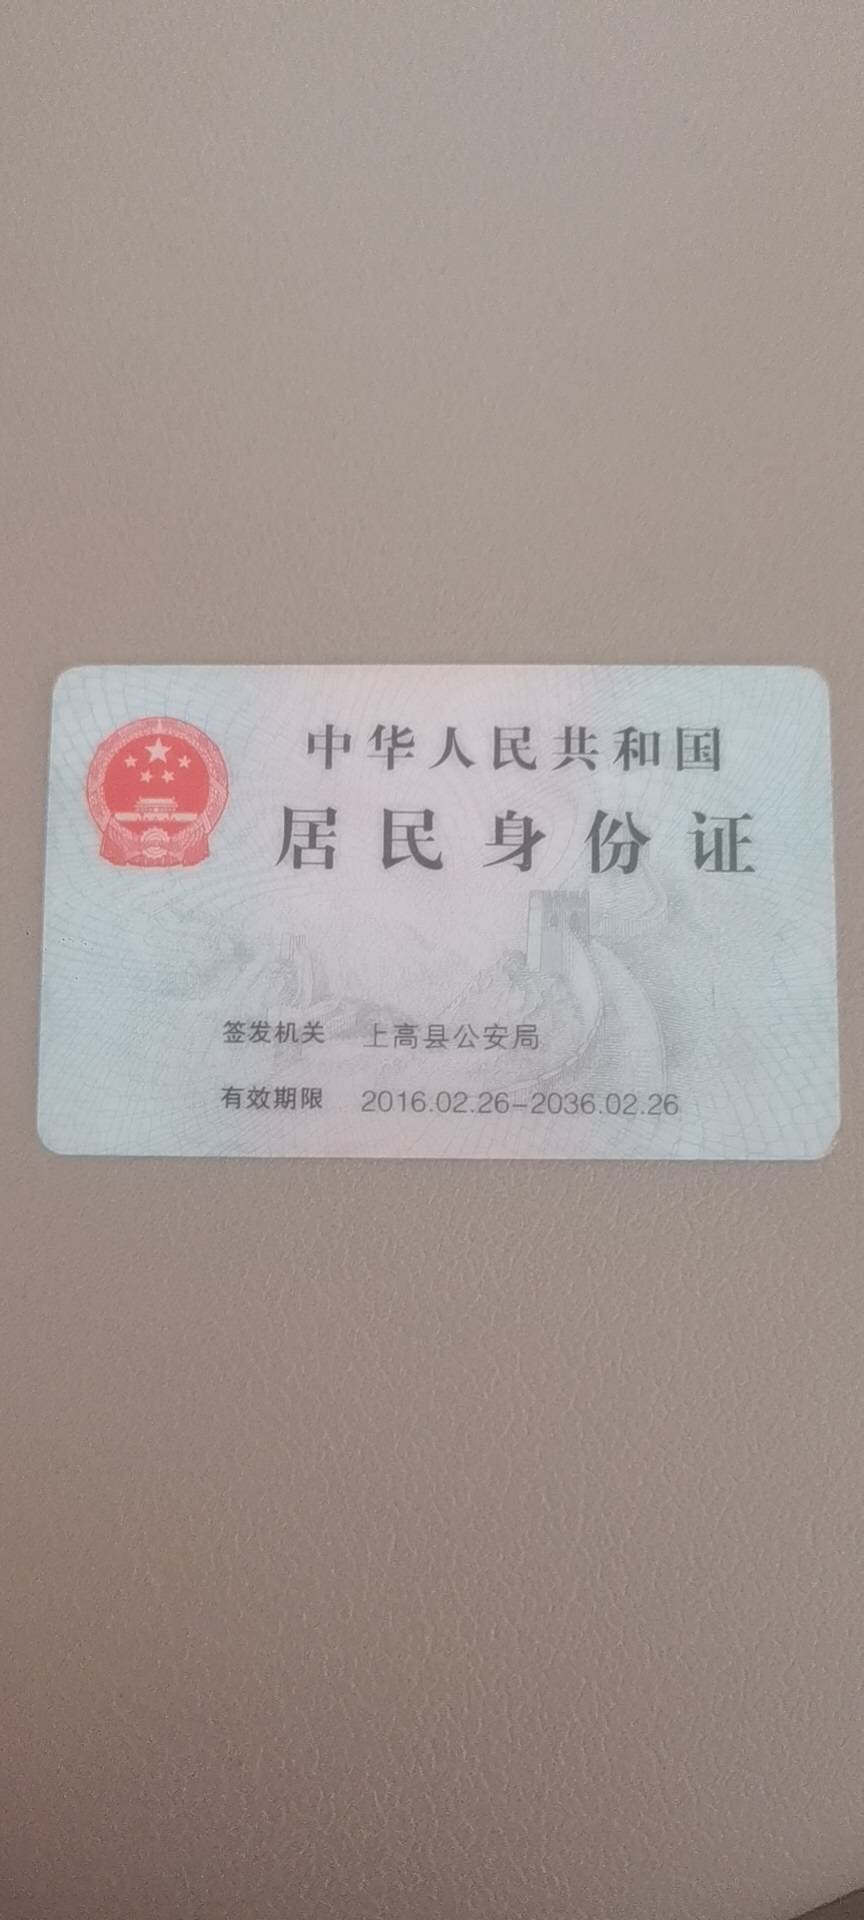 中华人民共和国
居民身份证
签发机关 上高县公安局
有效期限 2016.02.26-2036.02.26